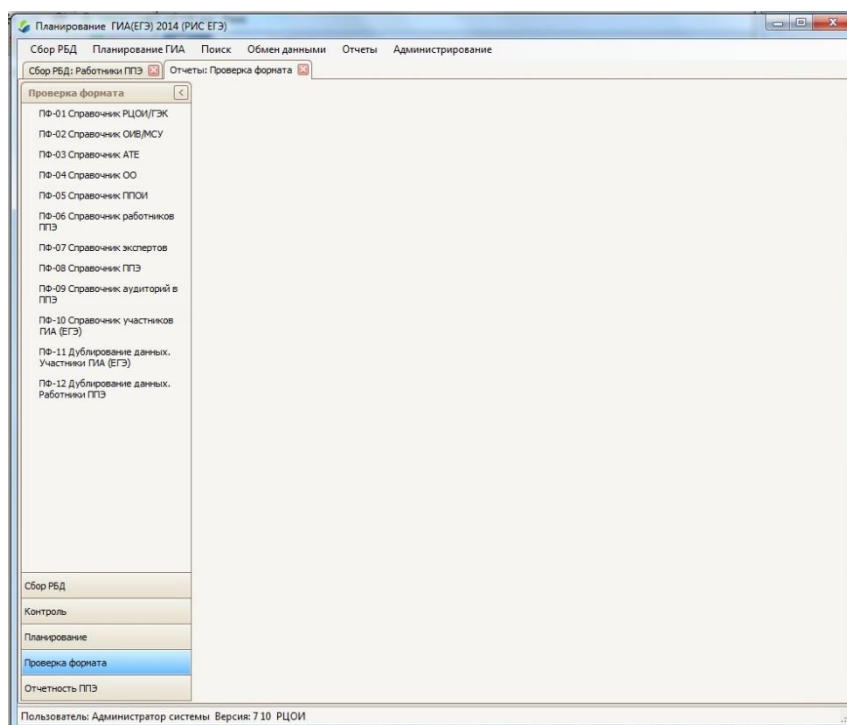 Планирование ГИА(ЕГЭ) 2014 (РИС ЕГЭ)
Сбор РБД Планирование ГИА Поиск Обмен данными Отчеты Администрирование
Сбор РБД: Работники ППЭ Отчеты: Проверка формата
Проверка формата
ПФ-01 Справочник РЦОИ/ГЭК
ПФ-02 Справочник ОИВ/МСУ
ПФ-03 Справочник АТЕ
ПФ-04 Справочник ОО
ПФ-05 Справочник ППОИ
ПФ-06 Справочник работников
ППЭ
ПФ-07 Справочник экспертов
ПФ-08 Справочник ППЭ
ПФ-09 Справочник аудиторий в
ППЭ
ПФ-10 Справочник участников
ГИА (ЕГЭ)
ПФ-11 Дублирование данных.
Участники ГИА (ЕГЭ)
ПФ-12 Дублирование данных.
Работники ППЭ
Сбор РБД
Контроль
Планирование
Проверка формата
Отчетность ППЭ
Пользователь: Администратор системы Версия: 7 10 РЦОИ